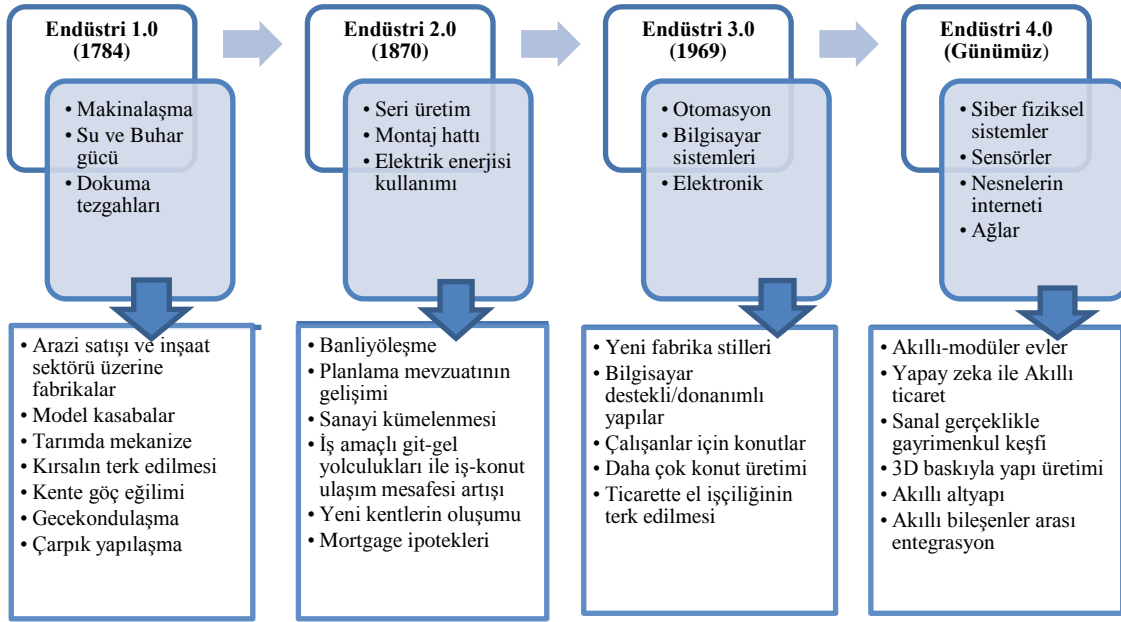 Endüstri 1.0
(1784)
• Makinalaşma
• Su ve Buhar
gücü
• Dokuma
tezgahları
• Arazi satışı ve inşaat
sektörü üzerine
fabrikalar
• Model kasabalar
• Tarımda mekanize
• Kırsalın terk edilmesi
• Kente göç eğilimi
• Gecekondulaşma
• Çarpık yapılaşma
Endüstri 2.0
(1870)
• Seri üretim
• Montaj hattı
• Elektrik enerjisi
kullanımı
• Banliyöleşme
• Planlama mevzuatının
gelişimi
• Sanayi kümelenmesi
• İş amaçlı git-gel
yolculukları ile iş-konut
ulaşım mesafesi artışı
• Yeni kentlerin oluşumu
• Mortgage ipotekleri
Endüstri 3.0
(1969)
• Otomasyon
• Bilgisayar
sistemleri
• Elektronik
• Yeni fabrika stilleri
• Bilgisayar
destekli/donanımlı
yapılar
• Çalışanlar için konutlar
• Daha çok konut üretimi
• Ticarette el işçiliğinin
terk edilmesi
Endüstri 4.0
(Günümüz)
• Siber fiziksel
sistemler
• Sensörler
• Nesnelerin
interneti
• Ağlar
• Akıllı-modüler evler
• Yapay zeka ile Akıllı
ticaret
• Sanal gerçeklikle
gayrimenkul keşfi
• 3D baskıyla yapı üretimi
• Akıllı altyapı
• Akıllı bileşenler arası
entegrasyon